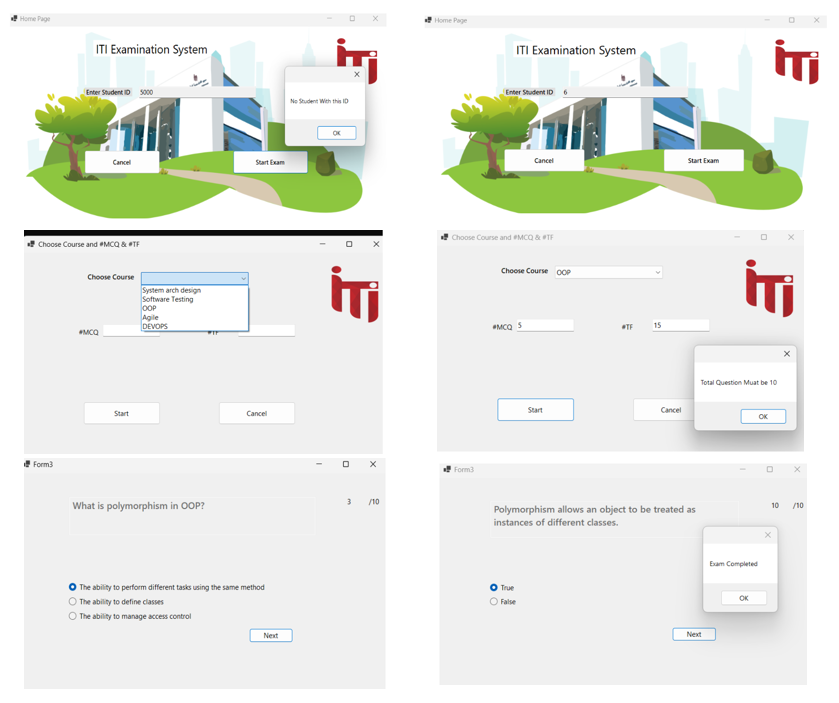 Home Page
ITI Examination System
iti
Enter Student ID 5000
No Student With this ID
OK
Cancel
Start Exam
Home Page
ITI Examination System
iti
Enter Student ID 6
Cancel
Start Exam
Choose Course and #MCQ & #TF
Choose Course
System arch design
Software Testing
OOP
Agile
DEVOPS
#MCQ
#TF
iti
Start
Cancel
Choose Course and #MCQ & #TF
Choose Course OOP
iti
#MCQ 5
#TF 15
Total Question Muat be 10
OK
Start
Cancel
Form3
What is polymorphism in OOP?
3 /10
The ability to perform different tasks using the same method
The ability to define classes
The ability to manage access control
Next
Form3
Polymorphism allows an object to be treated as
instances of different classes.
10 /10
Exam Completed
OK
True
False
Next